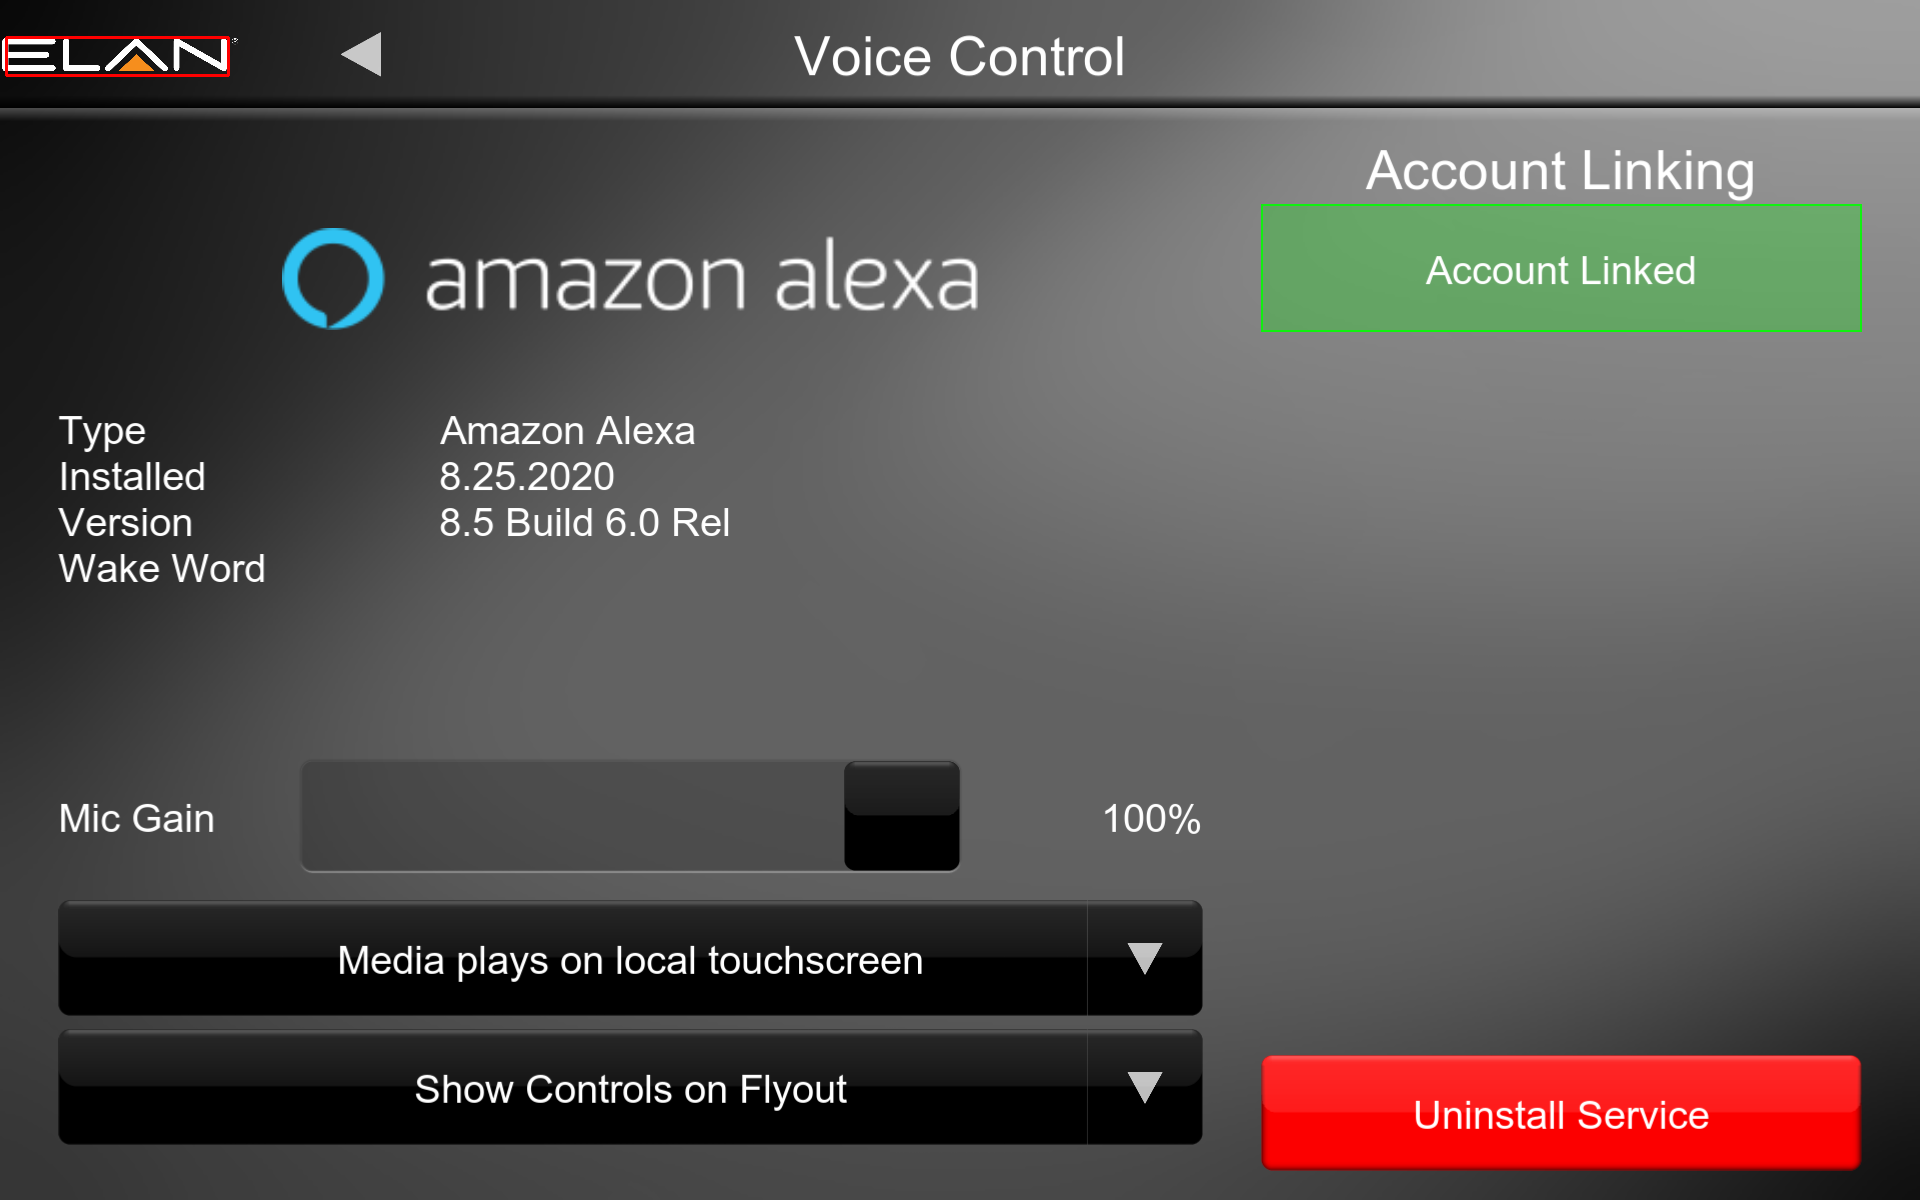 ELAN
Voice Control
Account Linking
Account Linked
amazon alexa
Type Amazon Alexa
Installed 8.25.2020
Version 8.5 Build 6.0 Rel
Wake Word
Mic Gain 100%
Media plays on local touchscreen
Show Controls on Flyout
Uninstall Service